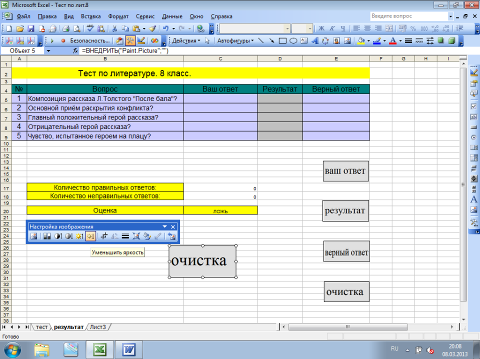 Microsoft Excel - Тест по лит.8
Файл Правка Вид Вставка Формат Сервис Данные Окно Справка
Введите вопрос
Безопасность...
Действия Автофигуры
Объект 5 =ВНЕДРИТЬ("Paint.Picture";"")
A B C D E
Тест по литературе. 8 класс.
№ Вопрос Ваш ответ Результат Верный ответ
1 Композиция рассказа Л.Толстого "После бала"?
2 Основной приём раскрытия конфликта?
3 Главный положительный герой рассказа?
4 Отрицательный герой рассказа?
5 Чувство, испытанное героем на плацу?
ваш ответ
Количество правильных ответов: 0
Количество неправильных ответов: 0
Оценка ложь
результат
Настройка изображения
Уменьшить яркость
очистка
верный ответ
очистка
тест результат Лист3
Готово
RU
20:08
08.03.2013